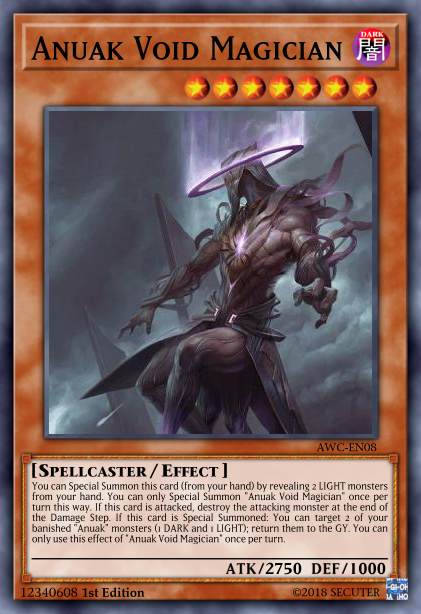 Anuak Void Magician
DARK
闇
AWC-EN08
[Spellcaster / Effect]
You can Special Summon this card (from your hand) by revealing 2 LIGHT monsters
from your hand. You can only Special Summon "Anuak Void Magician" once per
turn this way. If this card is attacked, destroy the attacking monster at the end of
the Damage Step. If this card is Special Summoned: You can target 2 of your
banished "Anuak" monsters (1 DARK and 1 LIGHT); return them to the GY. You can
only use this effect of "Anuak Void Magician" once per turn.
ATK/2750 DEF/1000
12340608 1st Edition
©2018 SECUTER